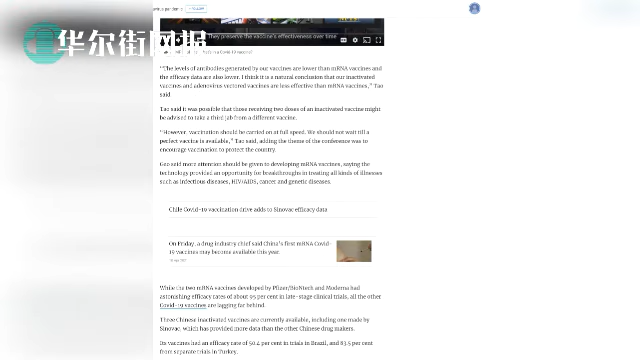 + FOLLOW
华尔街网报
They preserve the vaccine's effectiveness over time
"The levels of antibodies generated by our vaccines are lower than mRNA vaccines and
the efficacy data are also lower. I think it is a natural conclusion that our inactivated
vaccines and adenovirus vectored vaccines are less effective than mRNA vaccines," Tao
said.
Tao said it was possible that those receiving two doses of an inactivated vaccine might
be advised to take a third jab from a different vaccine.
"However, vaccination should be carried on at full speed. We should not wait till a
perfect vaccine is available," Tao said, adding the theme of the conference was to
encourage vaccination to protect the country.
Gao said more attention should be given to developing mRNA vaccines, saying the
technology provided an opportunity for breakthroughs in treating all kinds of illnesses
such as infectious diseases, HIV/AIDS, cancer and genetic diseases.
Chile Covid-19 vaccination drive adds to Sinovac efficacy data
On Friday, a drug industry chief said China's first mRNA Covid-
19 vaccines may become available this year.
While the two mRNA vaccines developed by Pfizer/BioNtech and Moderna had
astonishing efficacy rates of about 95 per cent in late-stage clinical trials, all the other
Covid-19 vaccines are lagging far behind.
Three Chinese inactivated vaccines are currently available, including one made by
Sinovac, which has provided more data than the other Chinese drug makers.
Its vaccines had an efficacy rate of 50.4 per cent in trials in Brazil, and 83.5 per cent
from separate trials in Turkey.